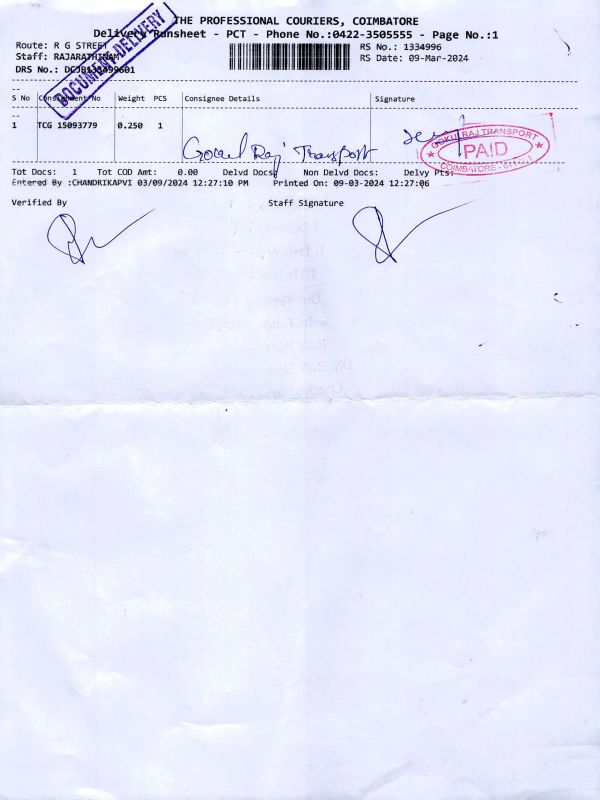 THE PROFESSIONAL COURIERS, COIMBATORE
Delivery Runsheet - PCT - Phone No.:0422-3505555 - Page No.:1
Route: R G STREET
RS No.: 1334996
Staff: RAJARATHINAM
RS Date: 09-Mar-2024
DRS No.:
DOCUMENT DELIVERY
S No Consignment No Weight PCS Consignee Details Signature
1 TCG 15093779 0.250 1
Gokul Raj Transport
GOKUL RAJ TRANSPORT
PAID
COIMBATORE
Tot Docs: 1 Tot COD Amt: 0.00 Delvd Docs: Non Delvd Docs: Delvy Pts:
Entered By :CHANDRIKAPVI 03/09/2024 12:27:10 PM Printed On: 09-03-2024 12:27:06
Verified By Staff Signature